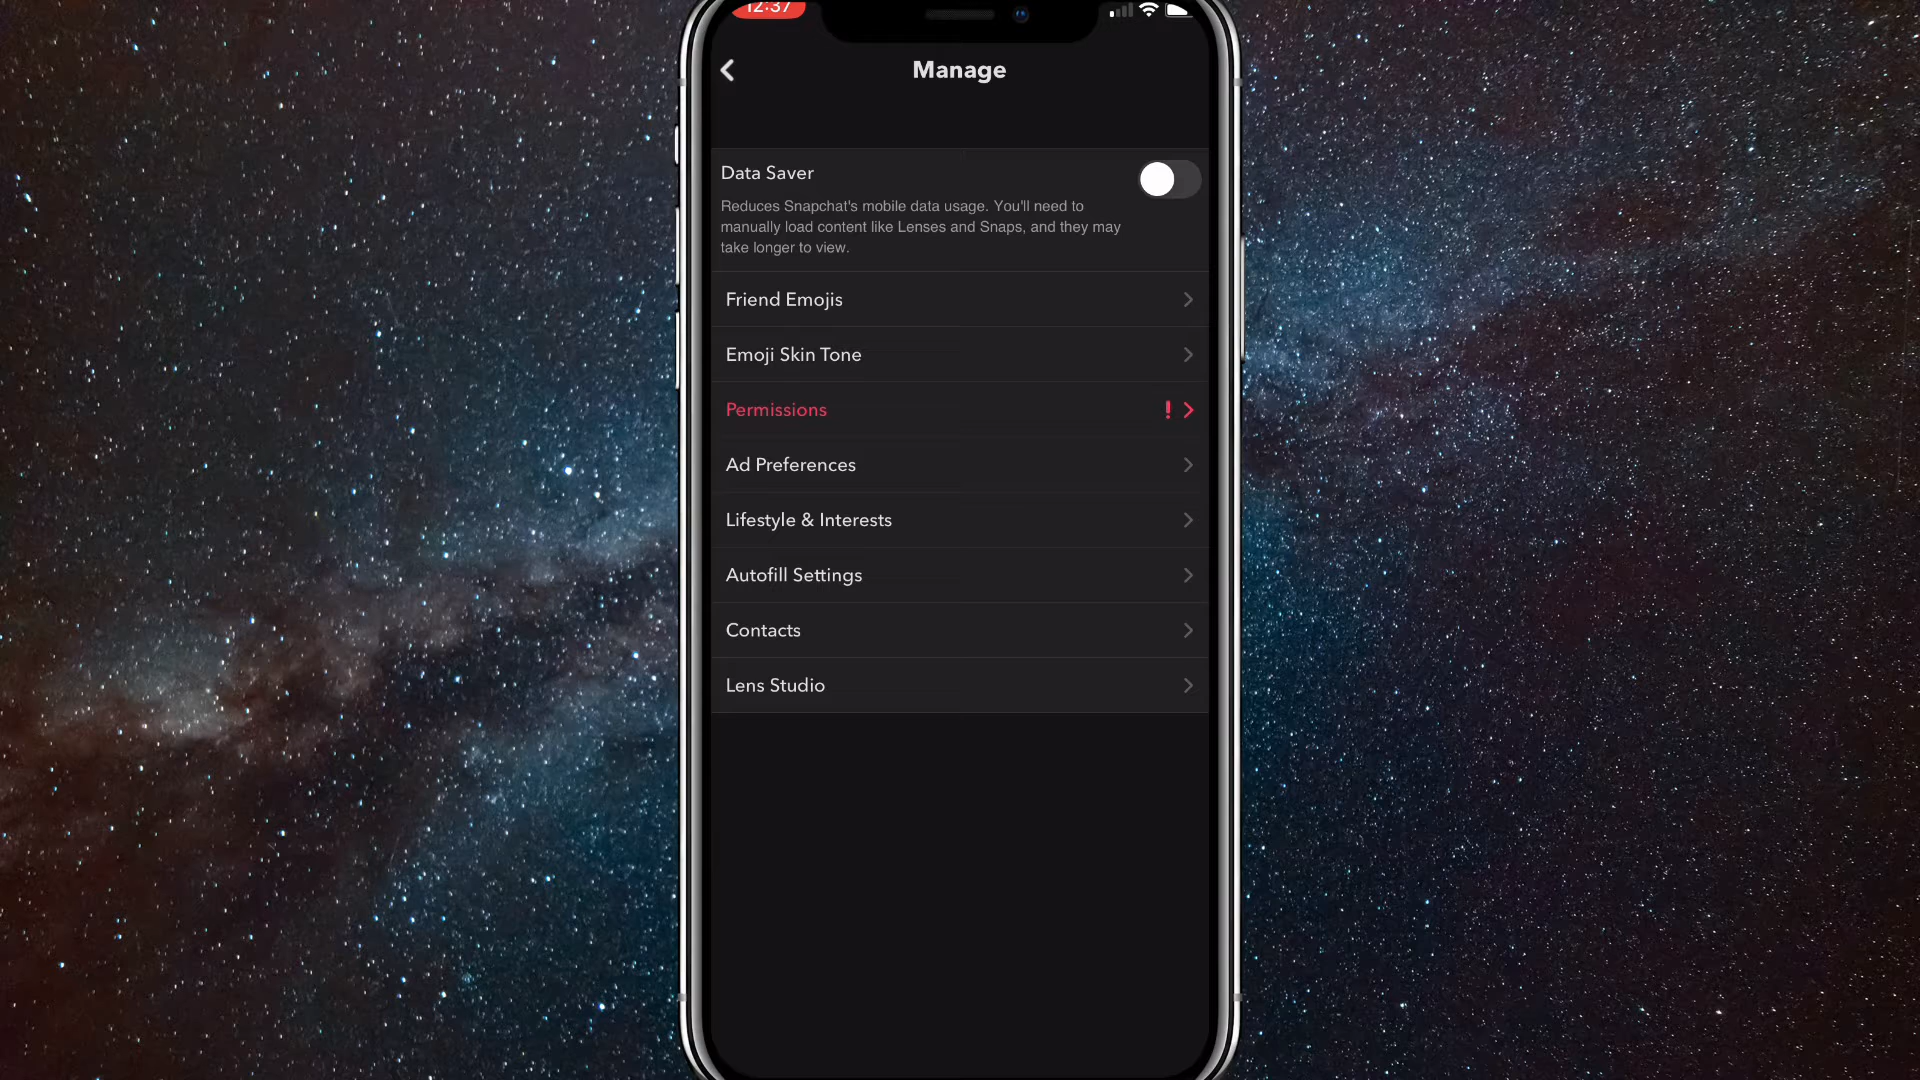 12:37
Manage
Data Saver
Reduces Snapchat's mobile data usage. You'll need to
manually load content like Lenses and Snaps, and they may
take longer to view.
Friend Emojis
Emoji Skin Tone
Permissions !
Ad Preferences
Lifestyle & Interests
Autofill Settings
Contacts
Lens Studio